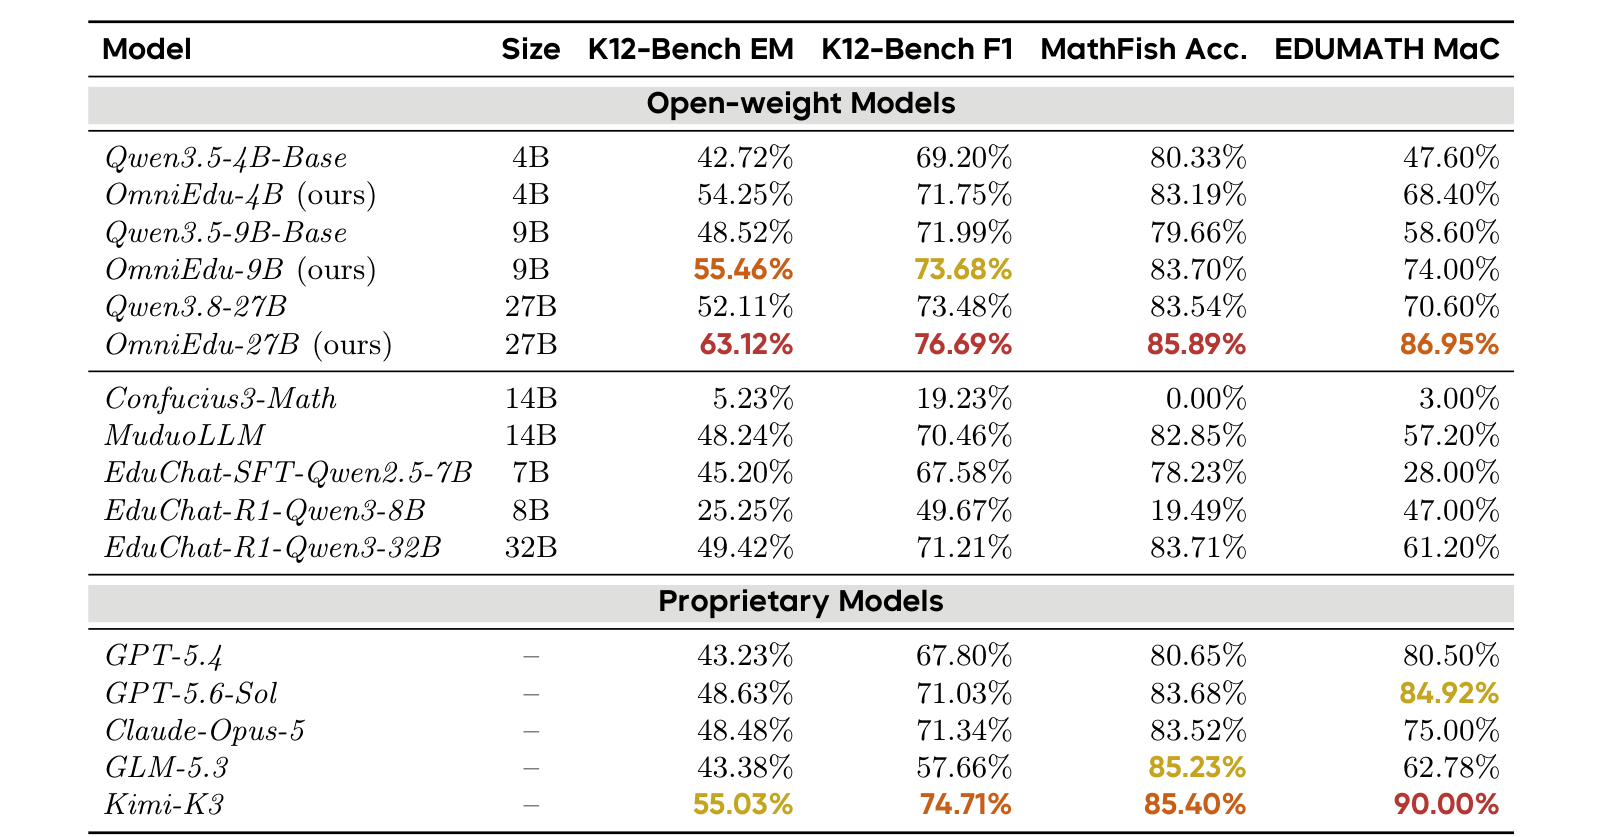 Model Size K12-Bench EM K12-Bench F1 MathFish Acc. EDUMATH MaC
Open-weight Models
Qwen3.5-4B-Base 4B 42.72% 69.20% 80.33% 47.60%
OmniEdu-4B (ours) 4B 54.25% 71.75% 83.19% 68.40%
Qwen3.5-9B-Base 9B 48.52% 71.99% 79.66% 58.60%
OmniEdu-9B (ours) 9B 55.46% 73.68% 83.70% 74.00%
Qwen3.8-27B 27B 52.11% 73.48% 83.54% 70.60%
OmniEdu-27B (ours) 27B 63.12% 76.69% 85.89% 86.95%
Confucius3-Math 14B 5.23% 19.23% 0.00% 3.00%
MuduoLLM 14B 48.24% 70.46% 82.85% 57.20%
EduChat-SFT-Qwen2.5-7B 7B 45.20% 67.58% 78.23% 28.00%
EduChat-R1-Qwen3-8B 8B 25.25% 49.67% 19.49% 47.00%
EduChat-R1-Qwen3-32B 32B 49.42% 71.21% 83.71% 61.20%
Proprietary Models
GPT-5.4 – 43.23% 67.80% 80.65% 80.50%
GPT-5.6-Sol – 48.63% 71.03% 83.68% 84.92%
Claude-Opus-5 – 48.48% 71.34% 83.52% 75.00%
GLM-5.3 – 43.38% 57.66% 85.23% 62.78%
Kimi-K3 – 55.03% 74.71% 85.40% 90.00%